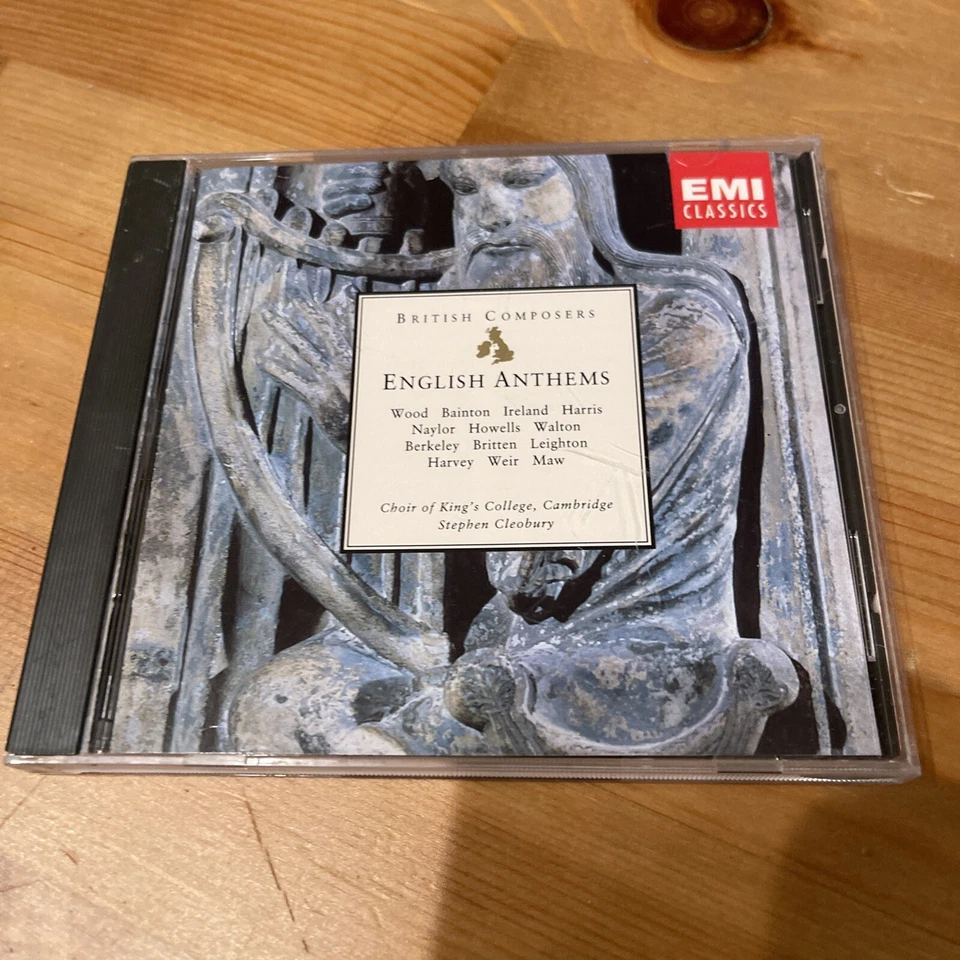 EMI
CLASSICS
BRITISH COMPOSERS
ENGLISH ANTHEMS
Wood Bainton Ireland Harris
Naylor Howells Walton
Berkeley Britten Leighton
Harvey Weir Maw
Choir of King's College, Cambridge
Stephen Cleobury